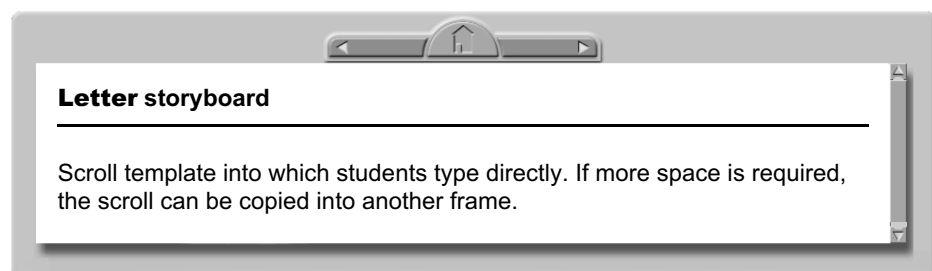 Letter storyboard
Scroll template into which students type directly. If more space is required,
the scroll can be copied into another frame.